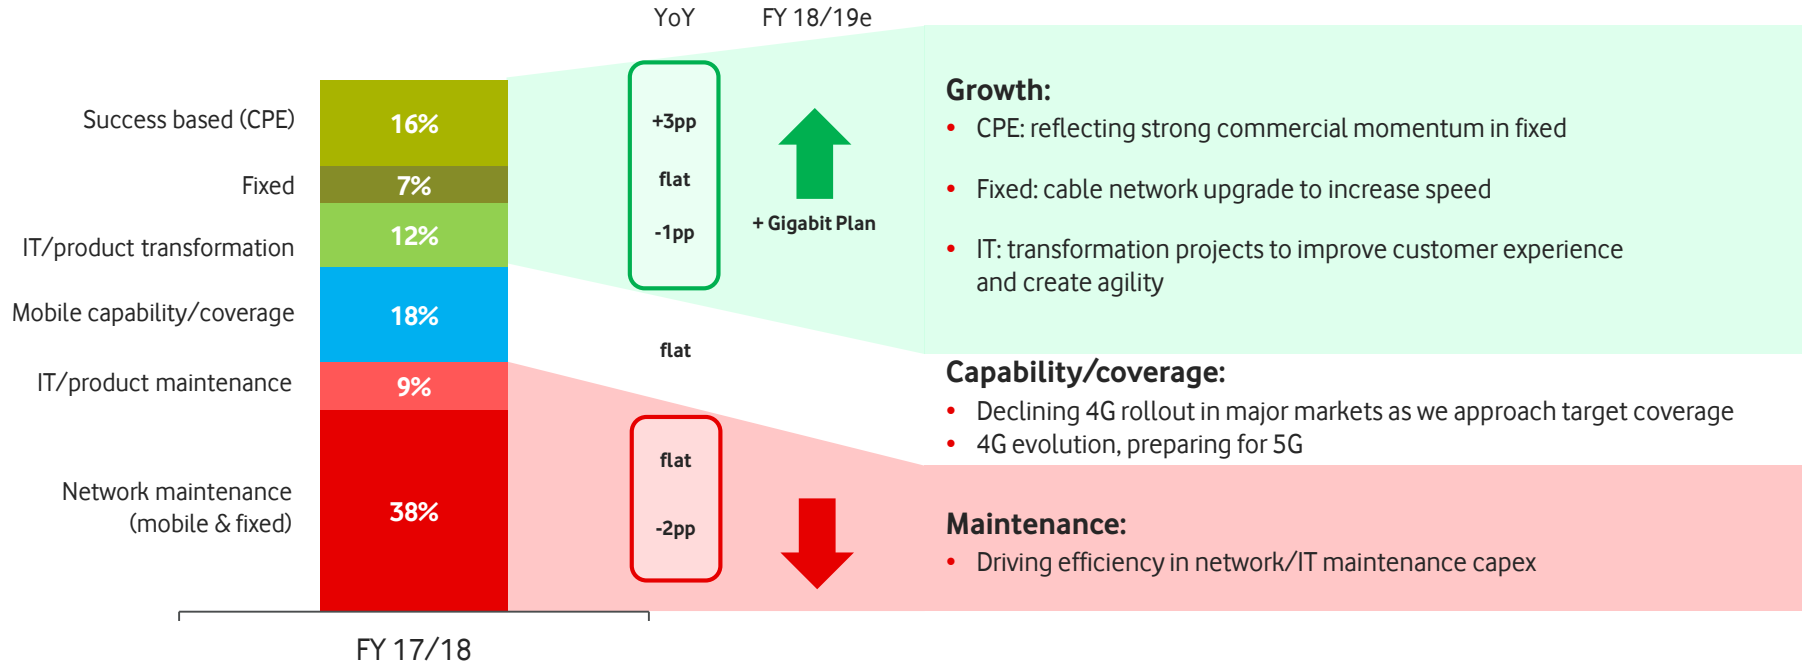 YoY
FY 18/19e
Success based (CPE)
16%
+3pp
Fixed
7%
flat
IT/product transformation
12%
-1pp
+ Gigabit Plan
Mobile capability/coverage
18%
flat
IT/product maintenance
9%
flat
Network maintenance
(mobile & fixed)
38%
-2pp
FY 17/18
Growth:
• CPE: reflecting strong commercial momentum in fixed
• Fixed: cable network upgrade to increase speed
• IT: transformation projects to improve customer experience
and create agility
Capability/coverage:
• Declining 4G rollout in major markets as we approach target coverage
• 4G evolution, preparing for 5G
Maintenance:
• Driving efficiency in network/IT maintenance capex